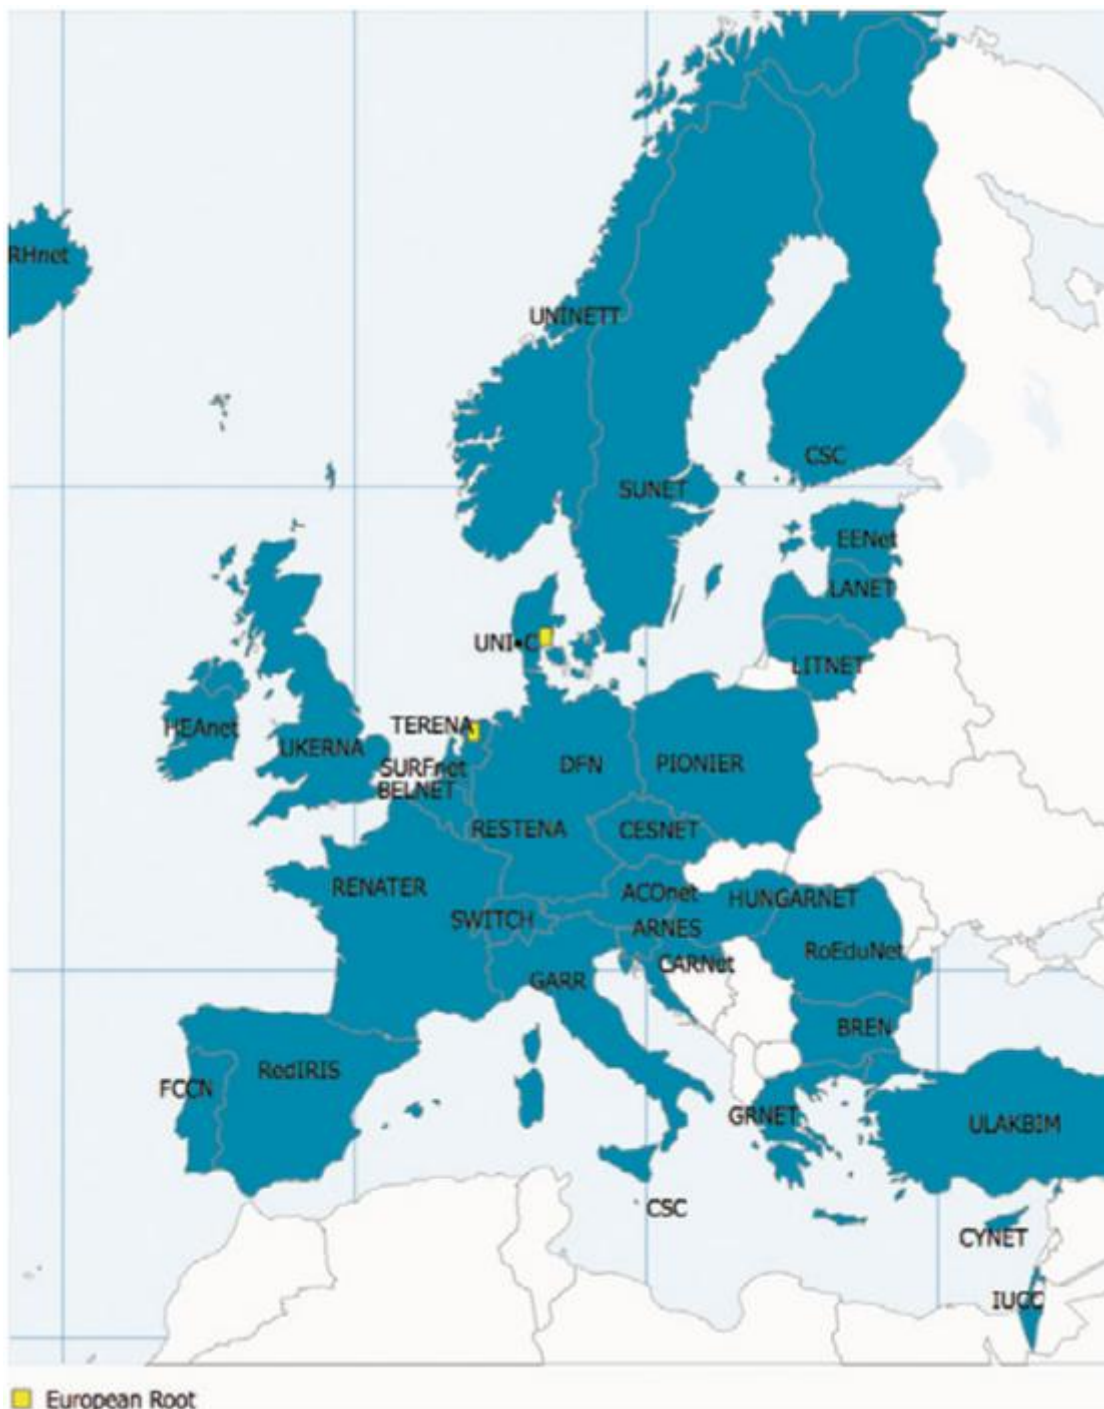 RHnet
UNINETT
CSC
SUNET
EENet
LANET
UNI•C
LITNET
TERENA
HEAnet
UKERNA
SURFnet
DFN
PIONIER
BELNET
RESTENA
CESNET
RENATER
ACOnet
HUNGARNET
SWITCH
ARNES
RoEduNet
CARNet
GARR
BREN
RedIRIS
FCCN
GRNET
ULAKBIM
CSC
CYNET
IUCC
European Root